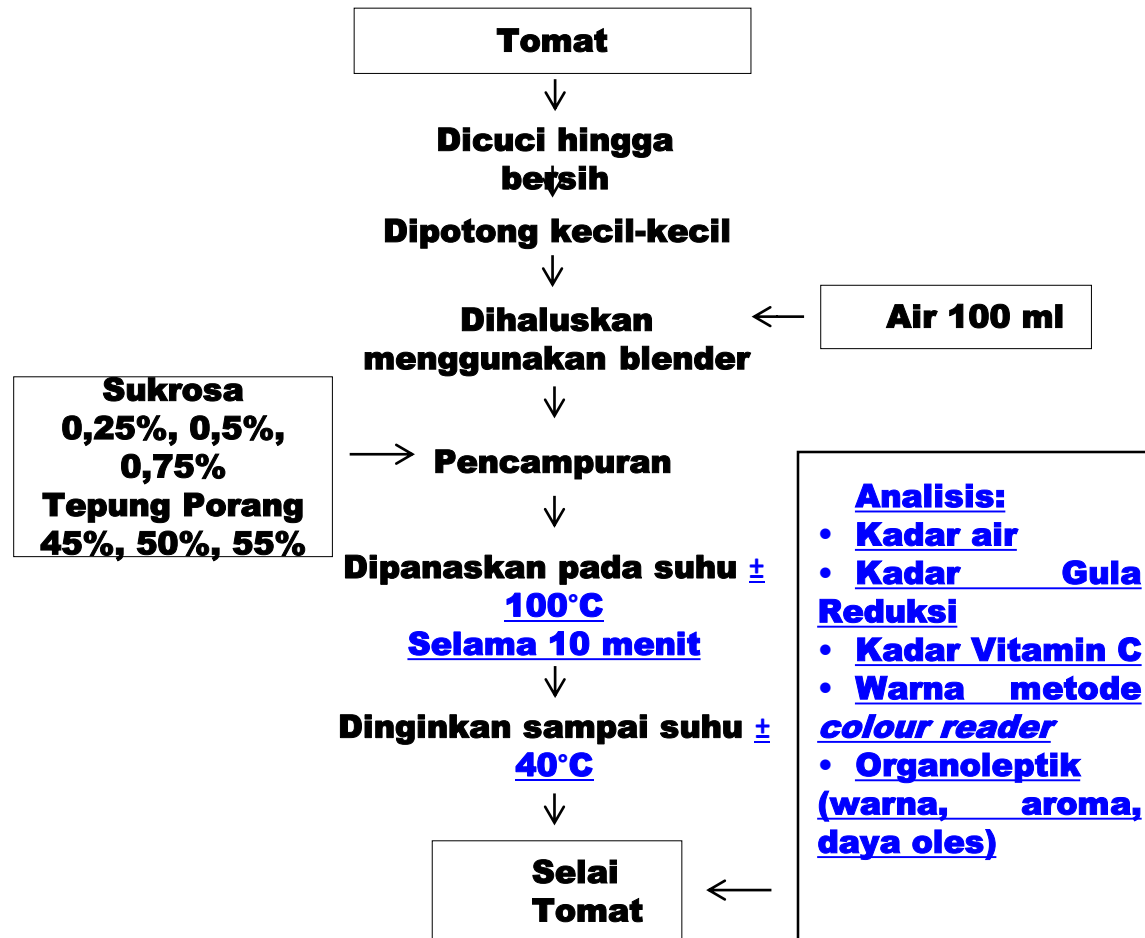 Tomat
Dicuci hingga
bersih
Dipotong kecil-kecil
Dihaluskan
menggunakan blender
Air 100 ml
Sukrosa
0,25%, 0,5%,
0,75%
Tepung Porang
45%, 50%, 55%
Pencampuran
Dipanaskan pada suhu ±
100°C
Selama 10 menit
Dinginkan sampai suhu ±
40°C
Selai
Tomat
Analisis:
• Kadar air
• Kadar Gula
Reduksi
• Kadar Vitamin C
• Warna metode
colour reader
• Organoleptik
(warna, aroma,
daya oles)